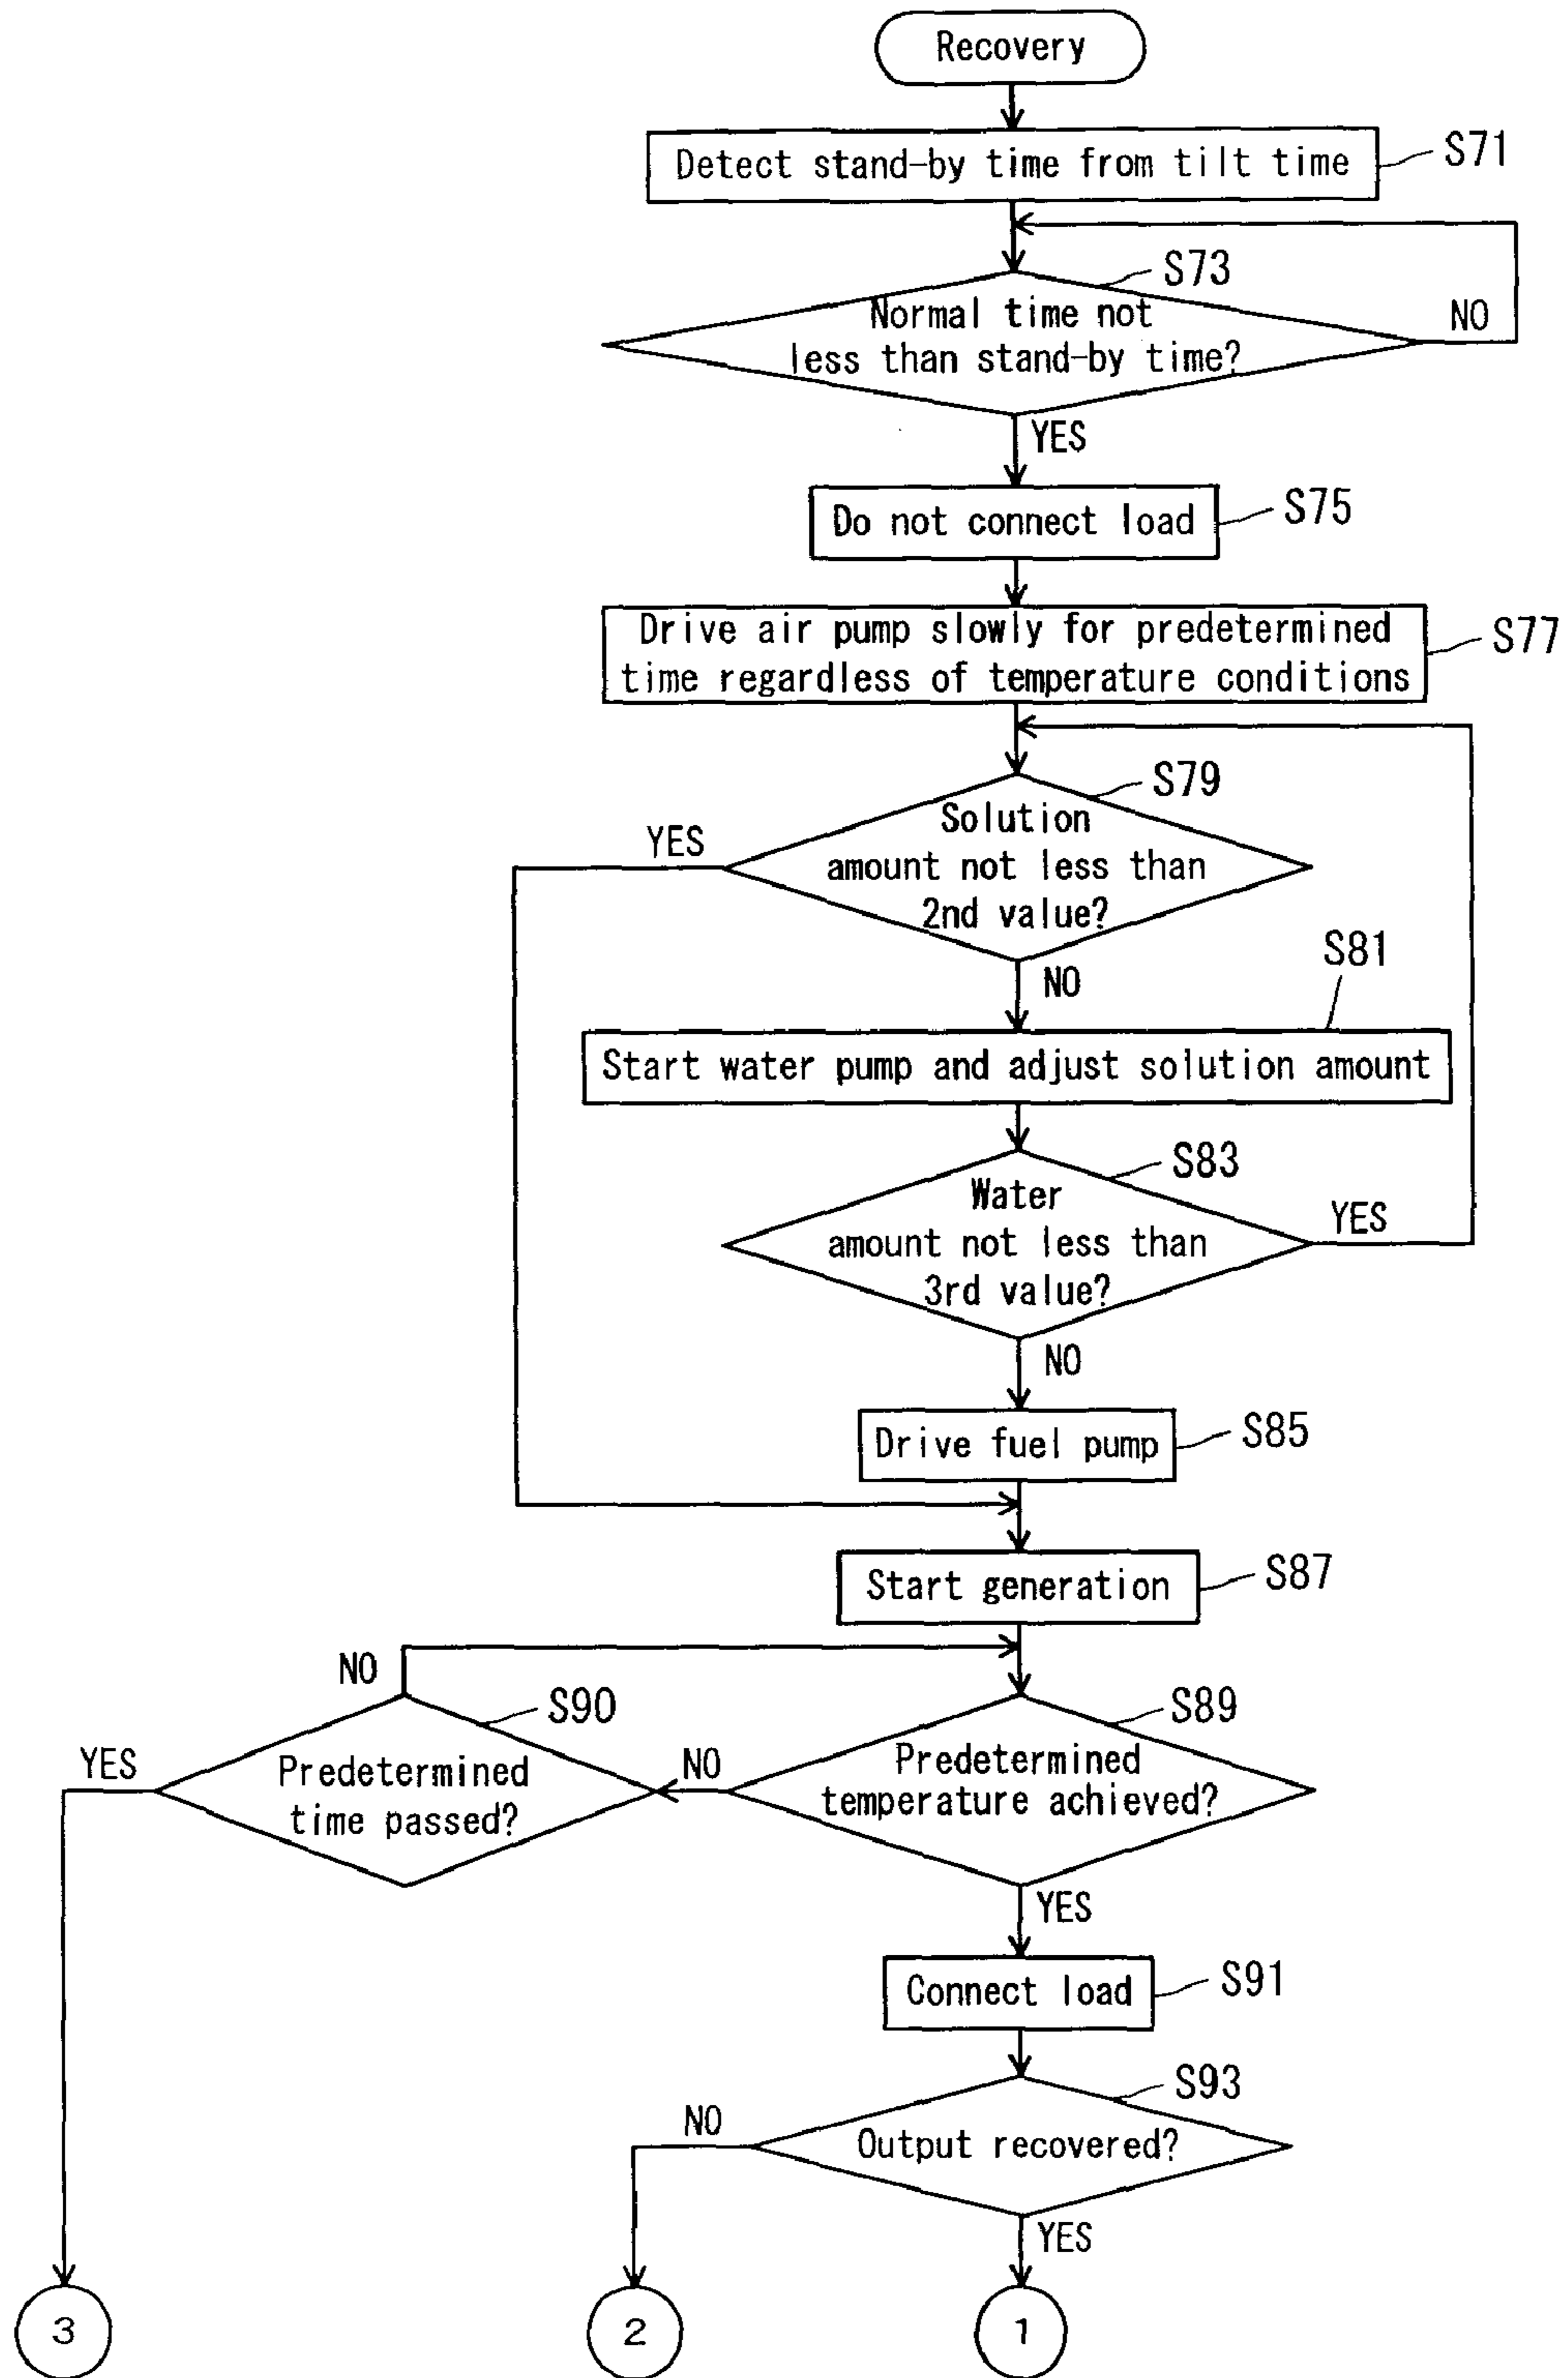 Recovery
Detect stand-by time from tilt time
S71
S73
Normal time not
less than stand-by time?
NO
YES
Do not connect load
S75
Drive air pump slowly for predetermined
time regardless of temperature conditions
S77
S79
Solution
amount not less than
2nd value?
YES
NO
S81
Start water pump and adjust solution amount
S83
Water
amount not less than
3rd value?
YES
NO
Drive fuel pump
S85
Start generation
S87
NO
S90
S89
YES
Predetermined
time passed?
NO
Predetermined
temperature achieved?
YES
Connect load
S91
S93
NO
Output recovered?
YES
3
2
1